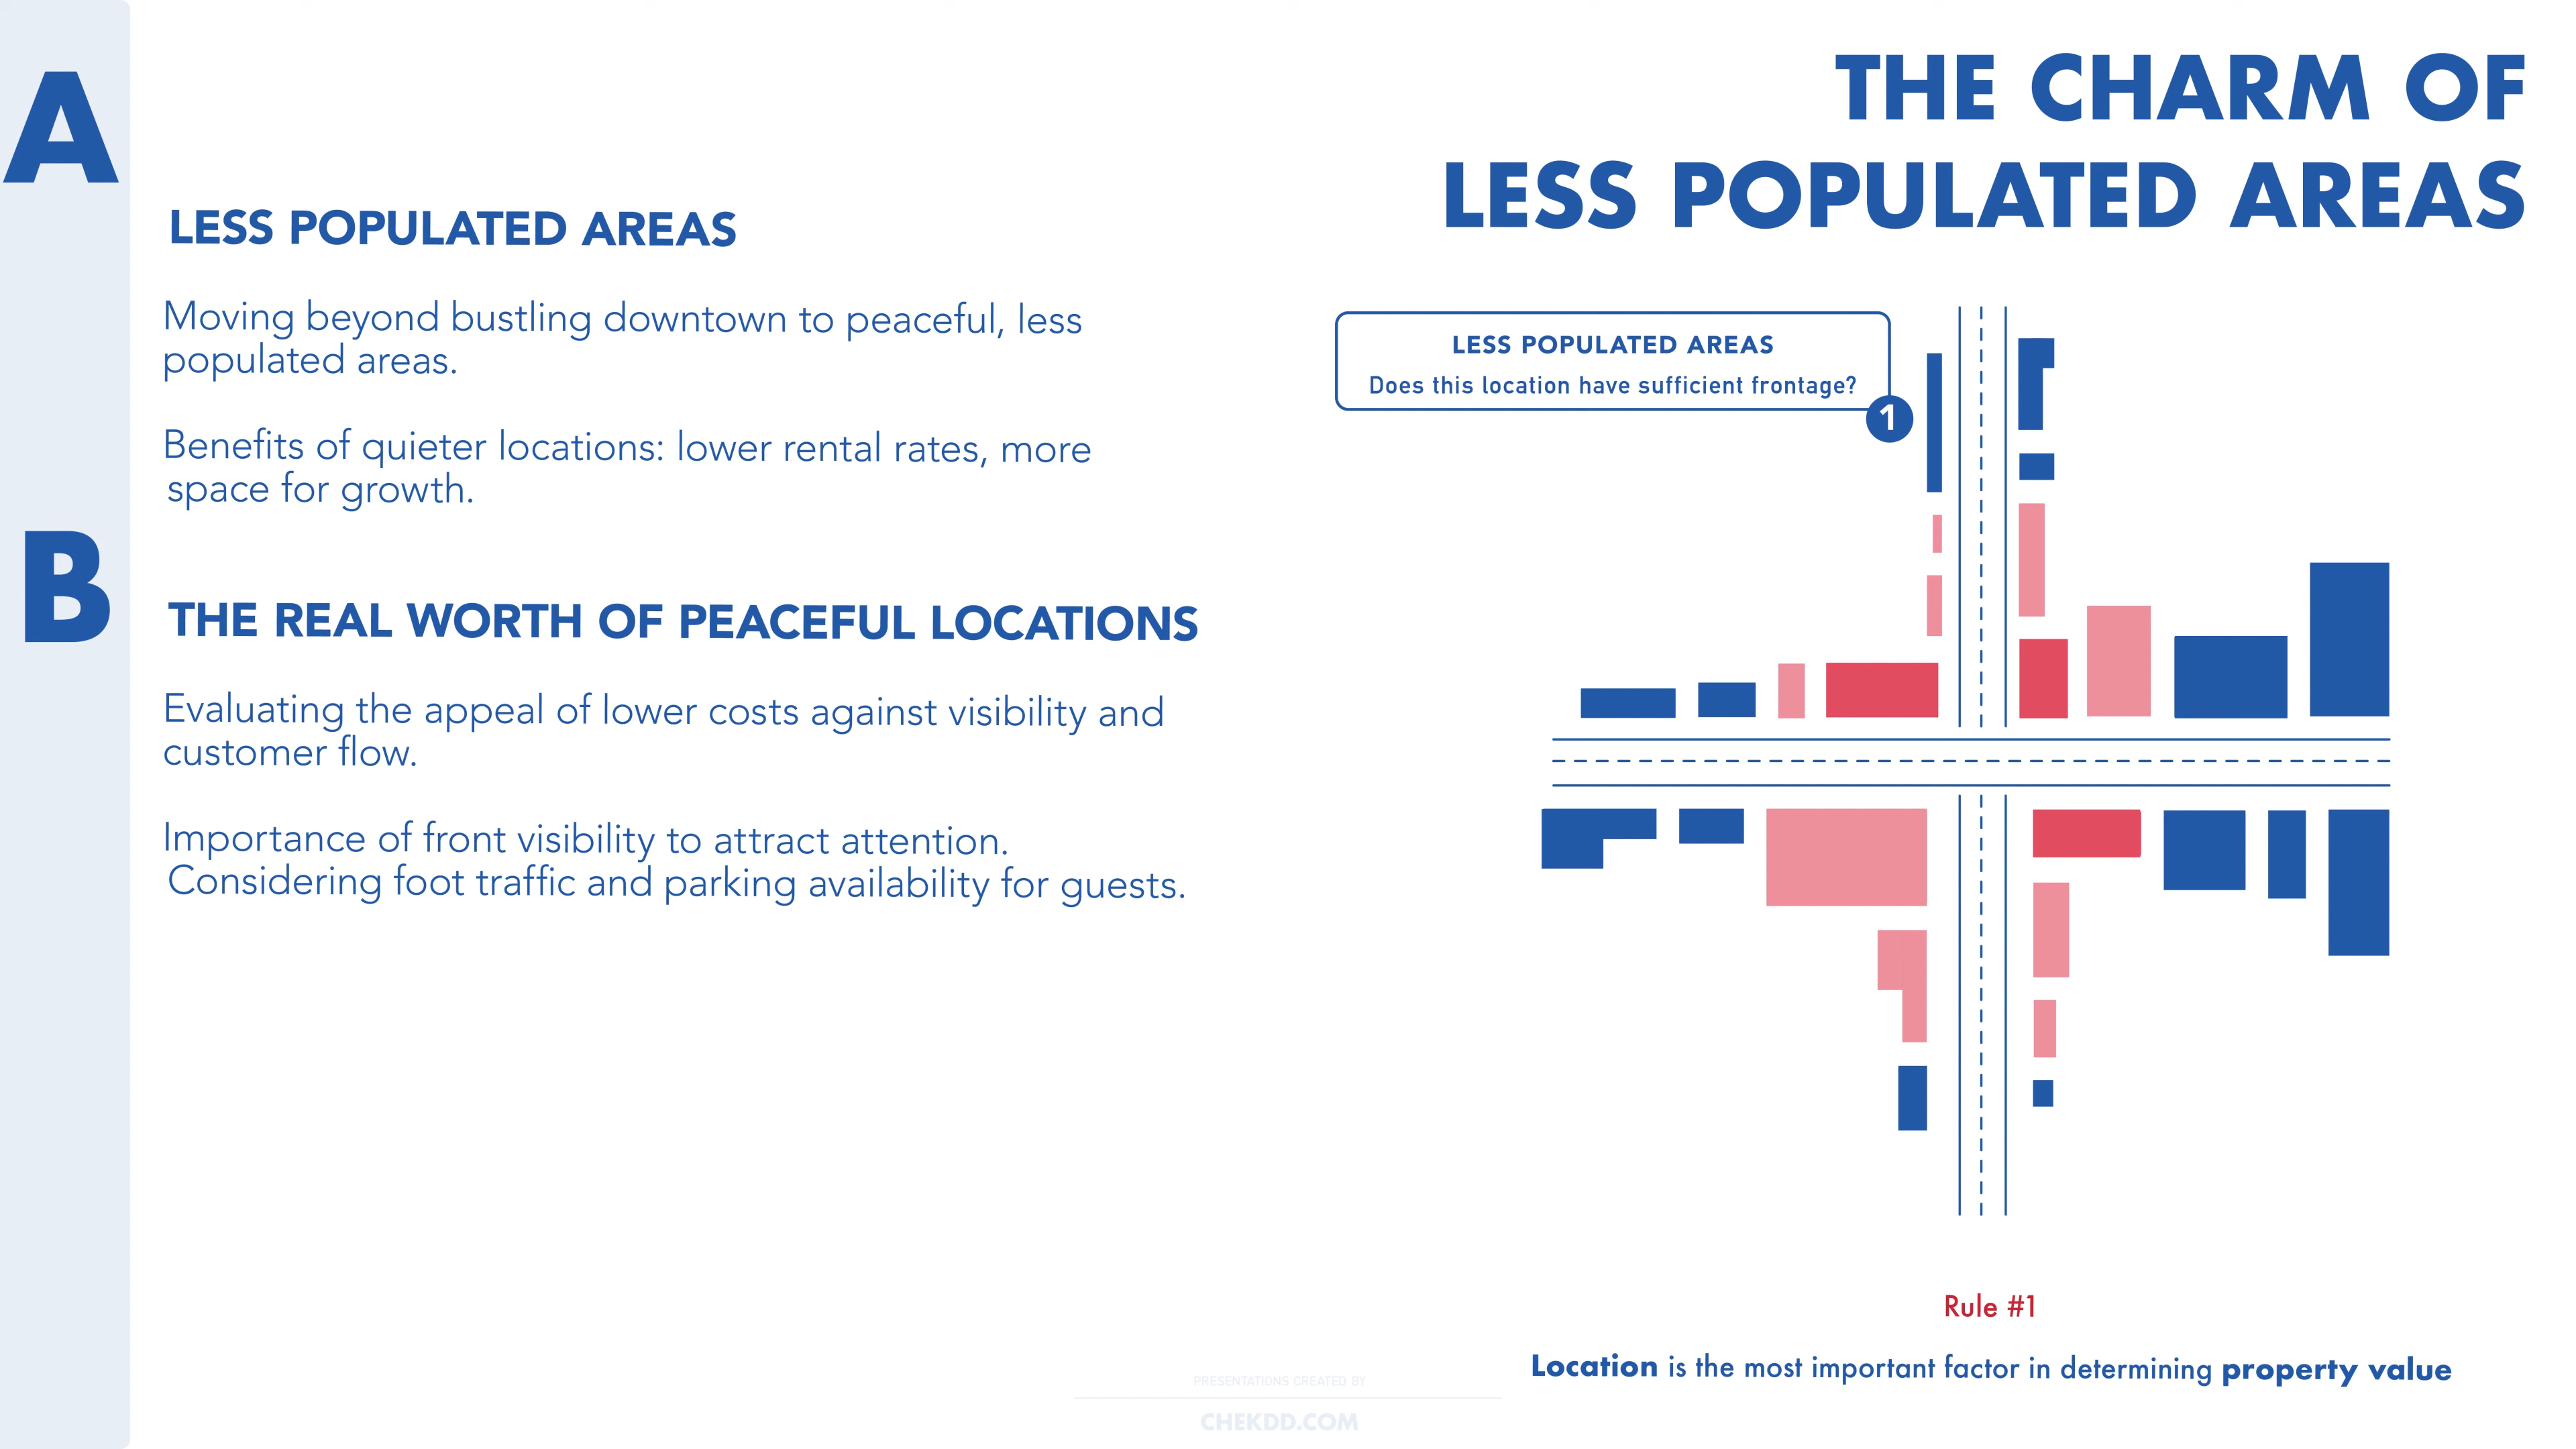 A
B
THE CHARM OF
LESS POPULATED AREAS
LESS POPULATED AREAS
Moving beyond bustling downtown to peaceful, less
populated areas.
Benefits of quieter locations: lower rental rates, more
space for growth.
THE REAL WORTH OF PEACEFUL LOCATIONS
Evaluating the appeal of lower costs against visibility and
customer flow.
Importance of front visibility to attract attention.
Considering foot traffic and parking availability for guests.
LESS POPULATED AREAS
Does this location have sufficient frontage?
1
Rule #1
Location is the most important factor in determining property value
PRESENTATIONS CREATED BY
CHEKDD.COM